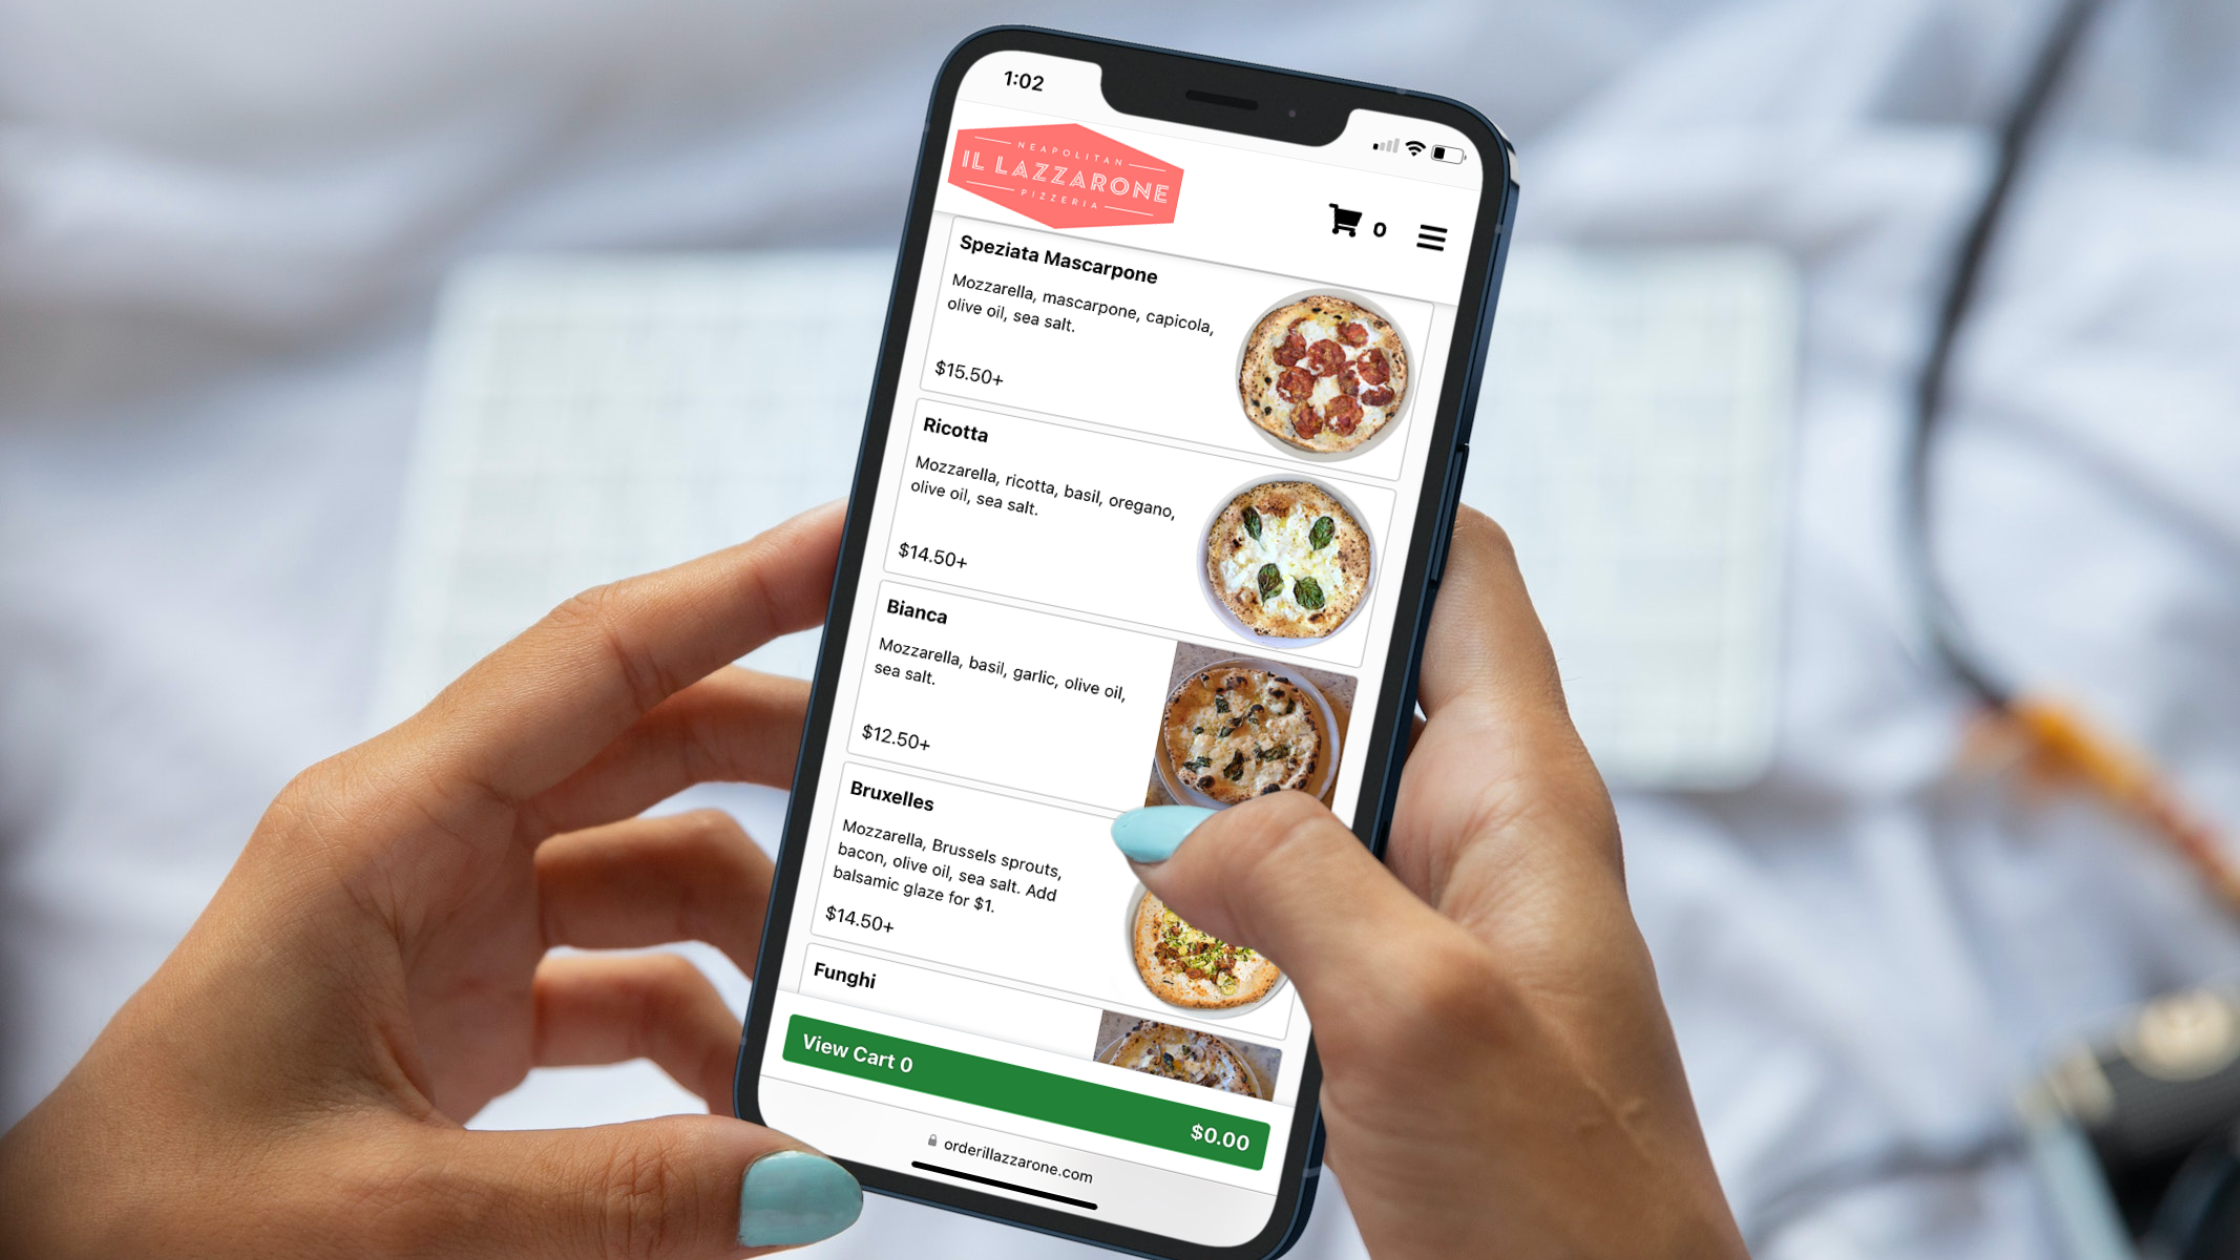 1:02
NEAPOLITAN
IL LAZZARONE
PIZZERIA
0
Speziata Mascarpone
Mozzarella, mascarpone, capicola,
olive oil, sea salt.
$15.50+
Ricotta
Mozzarella, ricotta, basil, oregano,
olive oil, sea salt.
$14.50+
Bianca
Mozzarella, basil, garlic, olive oil,
sea salt.
$12.50+
Bruxelles
Mozzarella, Brussels sprouts,
bacon, olive oil, sea salt. Add
balsamic glaze for $1.
$14.50+
Funghi
View Cart 0
$0.00
orderillazzarone.com